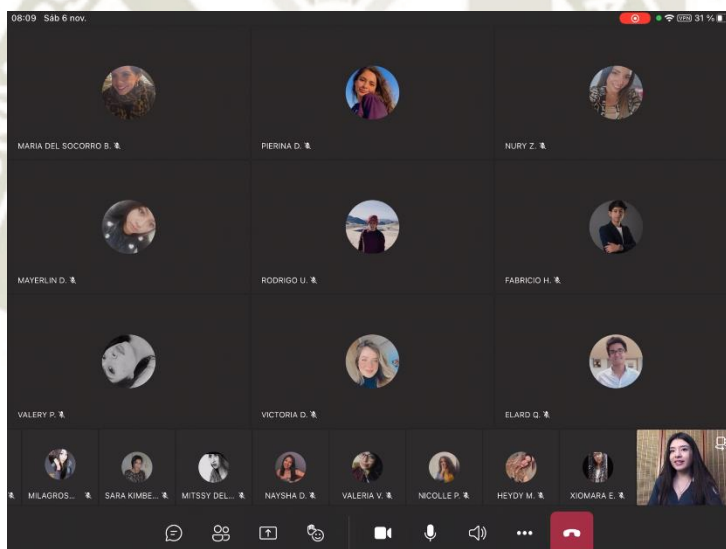 08:09 Sáb 6 nov. VPN 31 %
MARIA DEL SOCORRO B. PIERINA D. NURY Z.
MAYERLIN D. RODRIGO U. FABRICIO H.
VALERY P. VICTORIA D. ELARD Q.
MILAGROS... SARA KIMBE... MITSSY DEL... NAYSHA D. VALERIA V. NICOLLE P. HEYDY M. XIOMARA E.